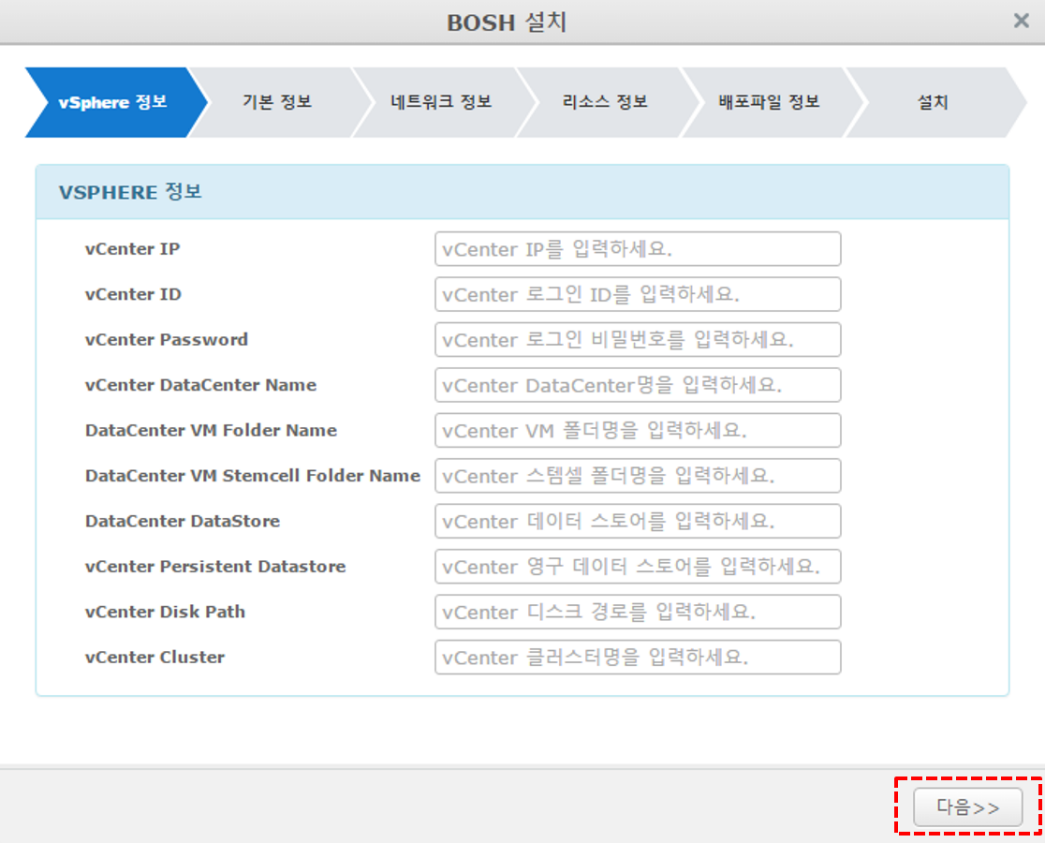 BOSH 설치
vSphere 정보 기본 정보 네트워크 정보 리소스 정보 배포파일 정보 설치
VSPHERE 정보
vCenter IP vCenter IP를 입력하세요.
vCenter ID vCenter 로그인 ID를 입력하세요.
vCenter Password vCenter 로그인 비밀번호를 입력하세요.
vCenter DataCenter Name vCenter DataCenter명을 입력하세요.
DataCenter VM Folder Name vCenter VM 폴더명을 입력하세요.
DataCenter VM Stemcell Folder Name vCenter 스템셀 폴더명을 입력하세요.
DataCenter DataStore vCenter 데이터 스토어를 입력하세요.
vCenter Persistent Datastore vCenter 영구 데이터 스토어를 입력하세요.
vCenter Disk Path vCenter 디스크 경로를 입력하세요.
vCenter Cluster vCenter 클러스터명을 입력하세요.
다음>>